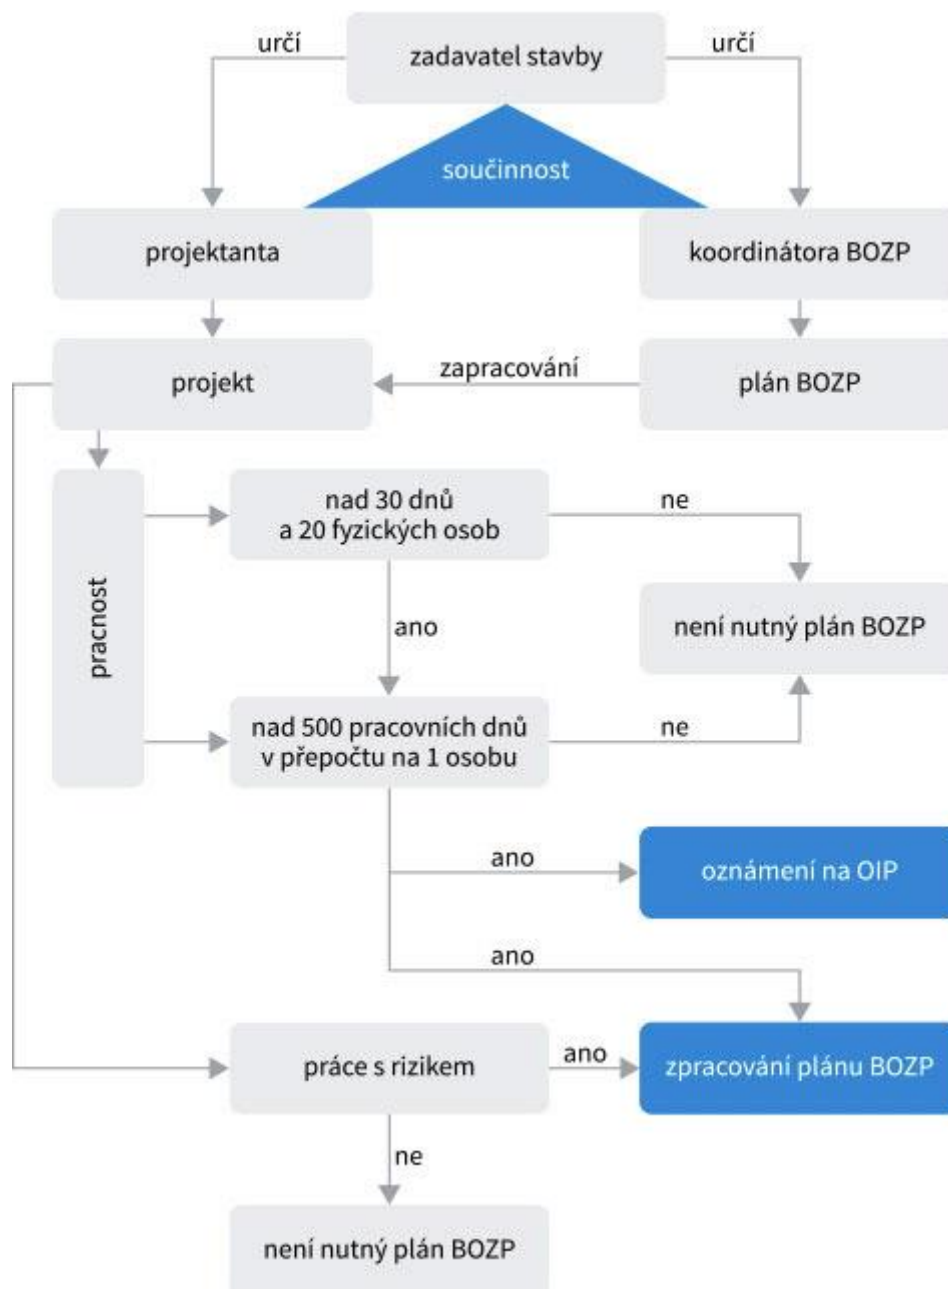 určí
zadavatel stavby
určí
součinnost
projektanta
koordinátora BOZP
projekt
zapracování
plán BOZP
pracnost
nad 30 dnů
a 20 fyzických osob
ne
ano
není nutný plán BOZP
nad 500 pracovních dnů
v přepočtu na 1 osobu
ne
ano
oznámení na OIP
ano
práce s rizikem
ano
zpracování plánu BOZP
ne
není nutný plán BOZP